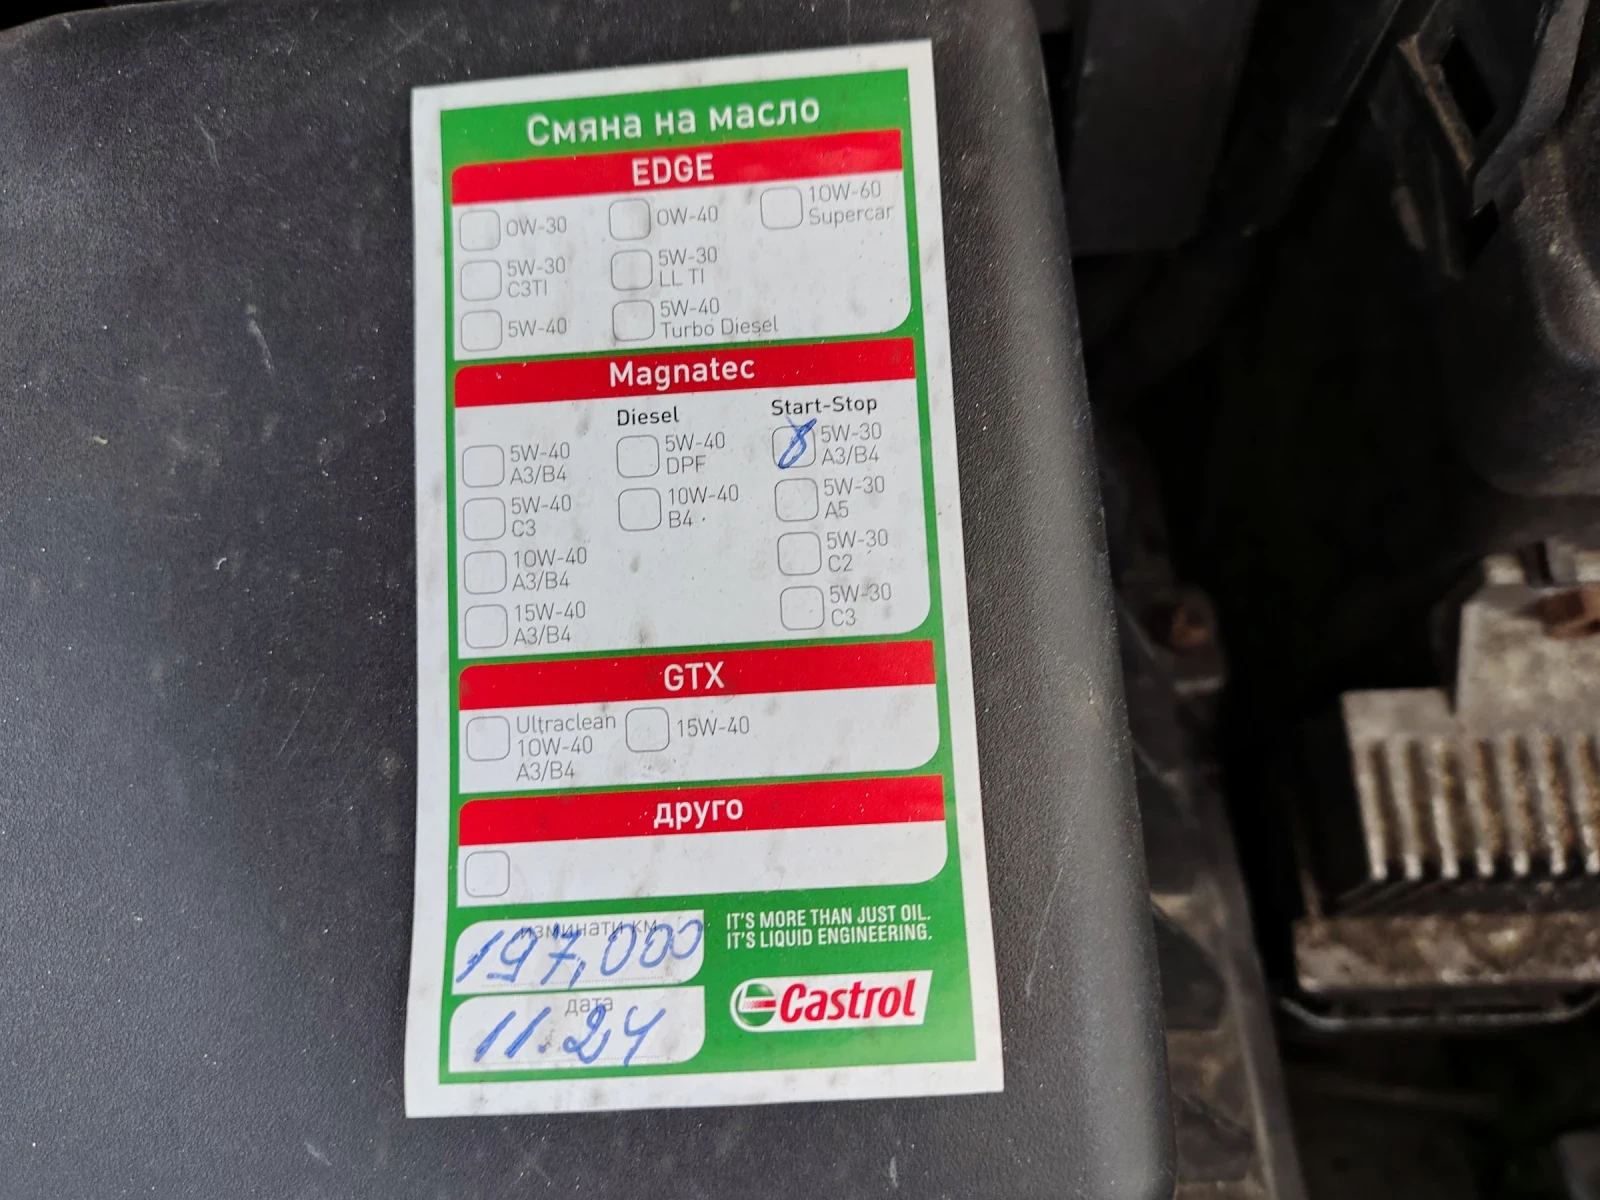 Смяна на масло
EDGE
0W-30
0W-40
10W-60
Supercar
5W-30
C3TI
5W-30
LL TI
5W-40
5W-40
Turbo Diesel
Magnatec
Diesel
Start-Stop
5W-40
A3/B4
5W-40
DPF
5W-30
A3/B4
5W-40
C3
10W-40
B4
5W-30
A5
10W-40
A3/B4
5W-30
C2
15W-40
A3/B4
5W-30
C3
GTX
Ultraclean
10W-40
A3/B4
15W-40
друго
изминати км
197,000
дата
11.24
IT'S MORE THAN JUST OIL.
IT'S LIQUID ENGINEERING.
Castrol